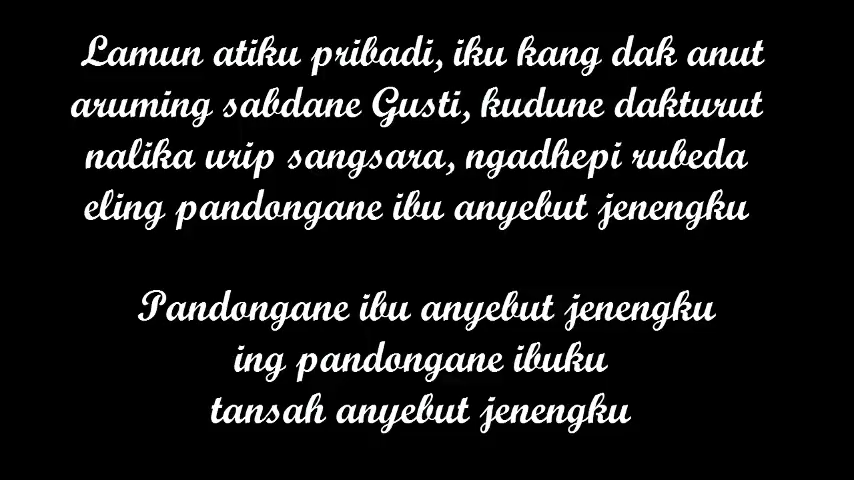 Lamun atiku pribadi, iku kang dak anut
aruming sabdane Gusti, kudune dakturut
nalika urip sangsara, ngadhepi rubeda
eling pandongane ibu anyebut jenengku
Pandongane ibu anyebut jenengku
ing pandongane ibuku
tansah anyebut jenengku